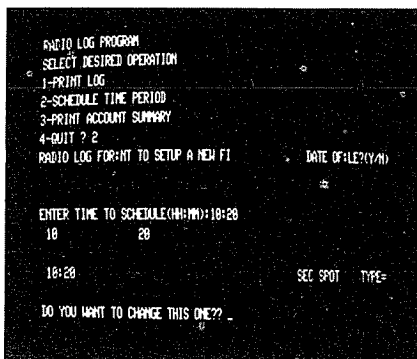 RADIO LOG PROGRAM
SELECT DESIRED OPERATION
1-PRINT LOG
2-SCHEDULE TIME PERIOD
3-PRINT ACCOUNT SUMMARY
4-QUIT ? 2
RADIO LOG FOR:NT TO SETUP A NEW FI DATE OF:LE?(Y/N)
ENTER TIME TO SCHEDULE(HH:MM):10:20
10 20
10:20 SEC SPOT TYPE=
DO YOU WANT TO CHANGE THIS ONE?? _